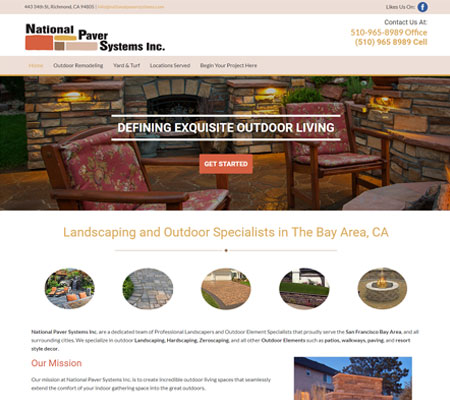 443 34th St, Richmond, CA 94805 | info@nationalpaversystems.com
Likes Us On:
National Paver Systems Inc.
Contact Us At:
510-965-8989 Office
(510) 965 8989 Cell
Home Outdoor Remodeling Yard & Turf Locations Served Begin Your Project Here
DEFINING EXQUISITE OUTDOOR LIVING
GET STARTED
Landscaping and Outdoor Specialists in The Bay Area, CA
National Paver Systems Inc. are a dedicated team of Professional Landscapers and Outdoor Element Specialists that proudly serve the San Francisco Bay Area, and all
surrounding cities. We specialize in outdoor Landscaping, Hardscaping, Zeroscaping, and all other Outdoor Elements such as patios, walkways, paving, and resort
style decor.
Our Mission
Our mission at National Paver Systems Inc. is to create incredible outdoor living spaces that seamlessly
extend the comfort of your indoor gathering space into the great outdoors.